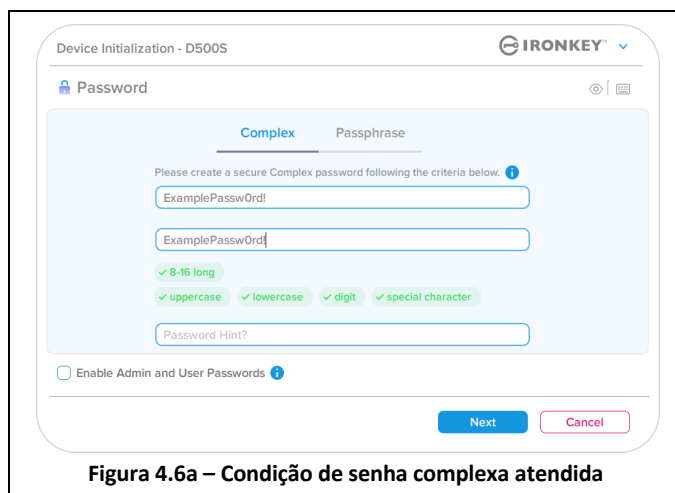 Device Initialization - D500S
IRONKEY™
Password
Complex
Passphrase
Please create a secure Complex password following the criteria below.
ExamplePassw0rd!
ExamplePassw0rd!
✓ 8-16 long
✓ uppercase ✓ lowercase ✓ digit ✓ special character
Password Hint?
Enable Admin and User Passwords
Next
Cancel
Figura 4.6a – Condição de senha complexa atendida